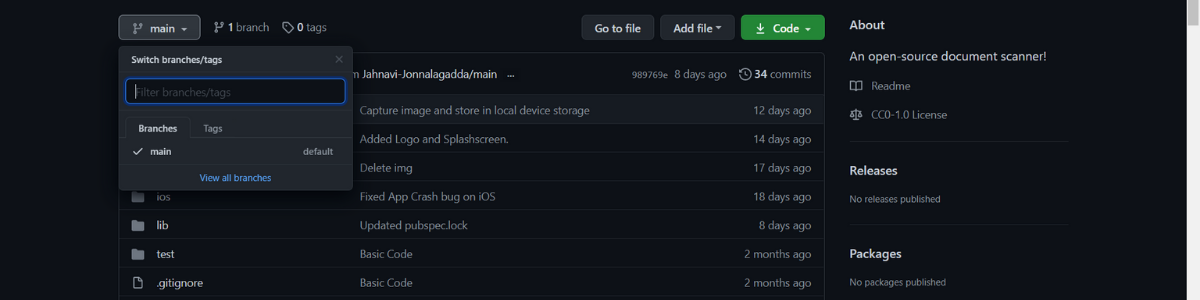 main
1 branch
0 tags
Go to file
Add file
Code
Switch branches/tags
Filter branches/tags
Branches
Tags
main
default
View all branches
Jahnavi-Jonnalagadda/main ...
989769e 8 days ago
34 commits
Capture image and store in local device storage
12 days ago
Added Logo and Splashscreen.
14 days ago
Delete img
17 days ago
ios
Fixed App Crash bug on iOS
18 days ago
lib
Updated pubspec.lock
8 days ago
test
Basic Code
2 months ago
.gitignore
Basic Code
2 months ago
About
An open-source document scanner!
Readme
CC0-1.0 License
Releases
No releases published
Packages
No packages published